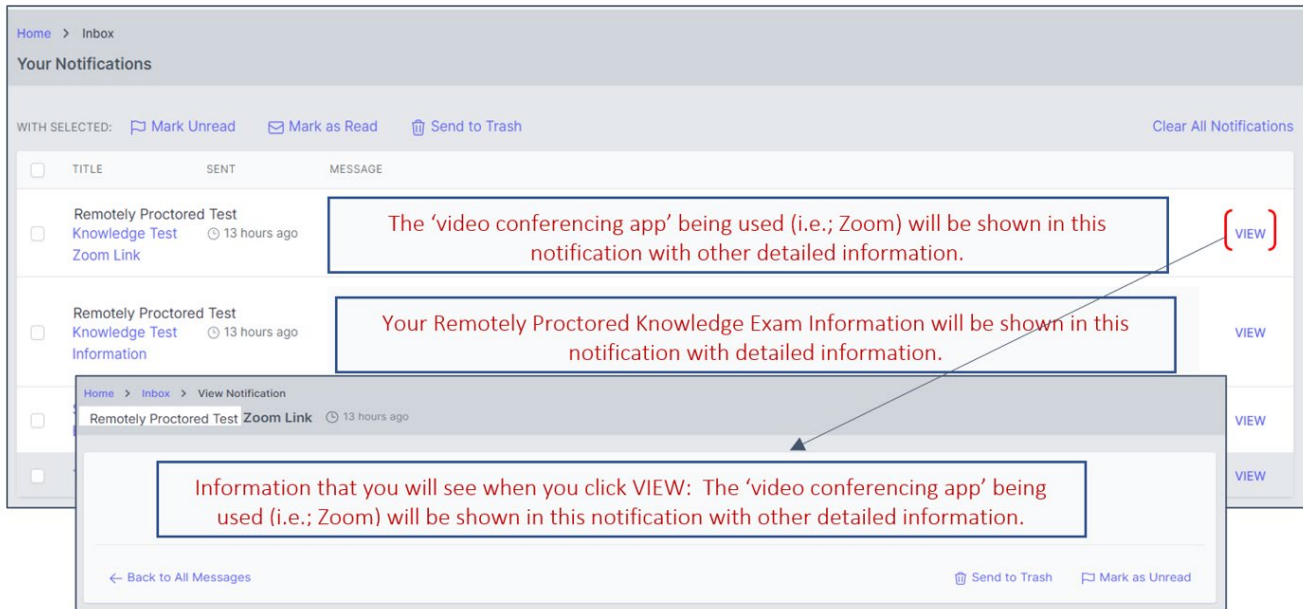 Home > Inbox
Your Notifications
WITH SELECTED: Mark Unread Mark as Read Send to Trash Clear All Notifications
TITLE SENT MESSAGE
Remotely Proctored Test
Knowledge Test 13 hours ago
Zoom Link
The ‘video conferencing app’ being used (i.e.; Zoom) will be shown in this
notification with other detailed information.
VIEW
Remotely Proctored Test
Knowledge Test 13 hours ago
Information
Your Remotely Proctored Knowledge Exam Information will be shown in this
notification with detailed information.
VIEW
VIEW
VIEW
Home > Inbox > View Notification
Remotely Proctored Test Zoom Link 13 hours ago
Information that you will see when you click VIEW: The ‘video conferencing app’ being
used (i.e.; Zoom) will be shown in this notification with other detailed information.
← Back to All Messages Send to Trash Mark as Unread